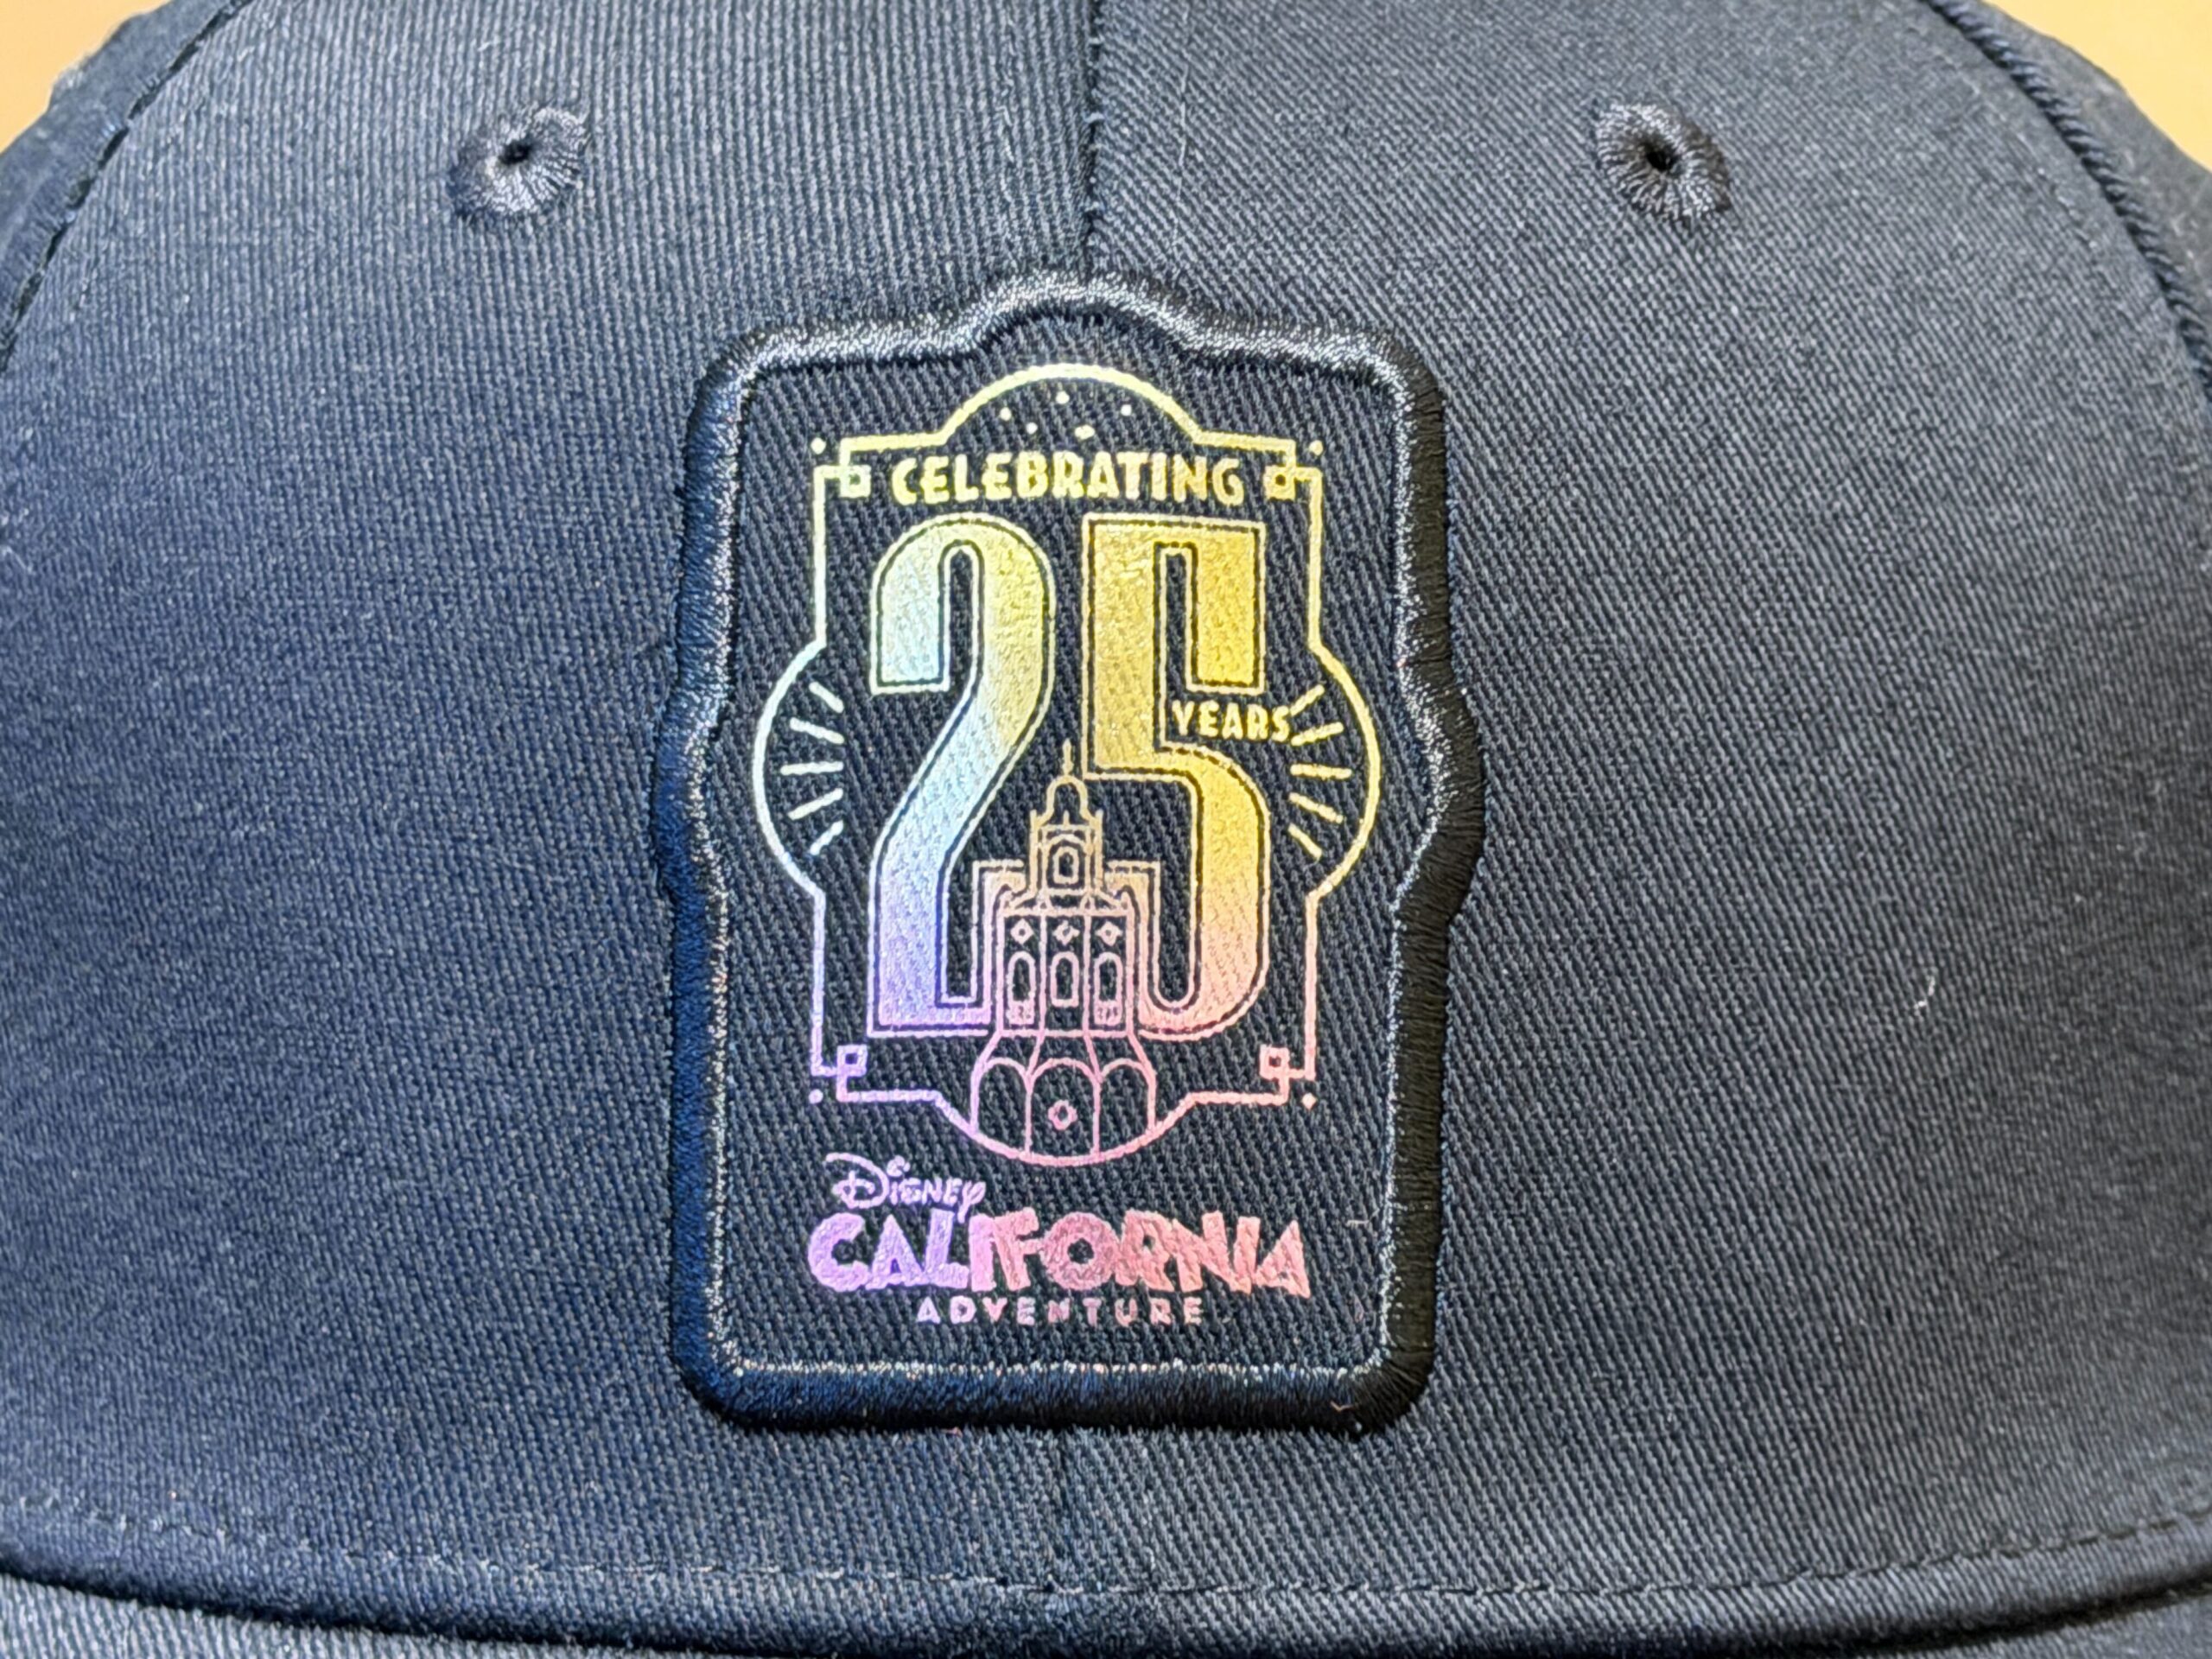 CELEBRATING
25
YEARS
Disney
CALIFORNIA
ADVENTURE